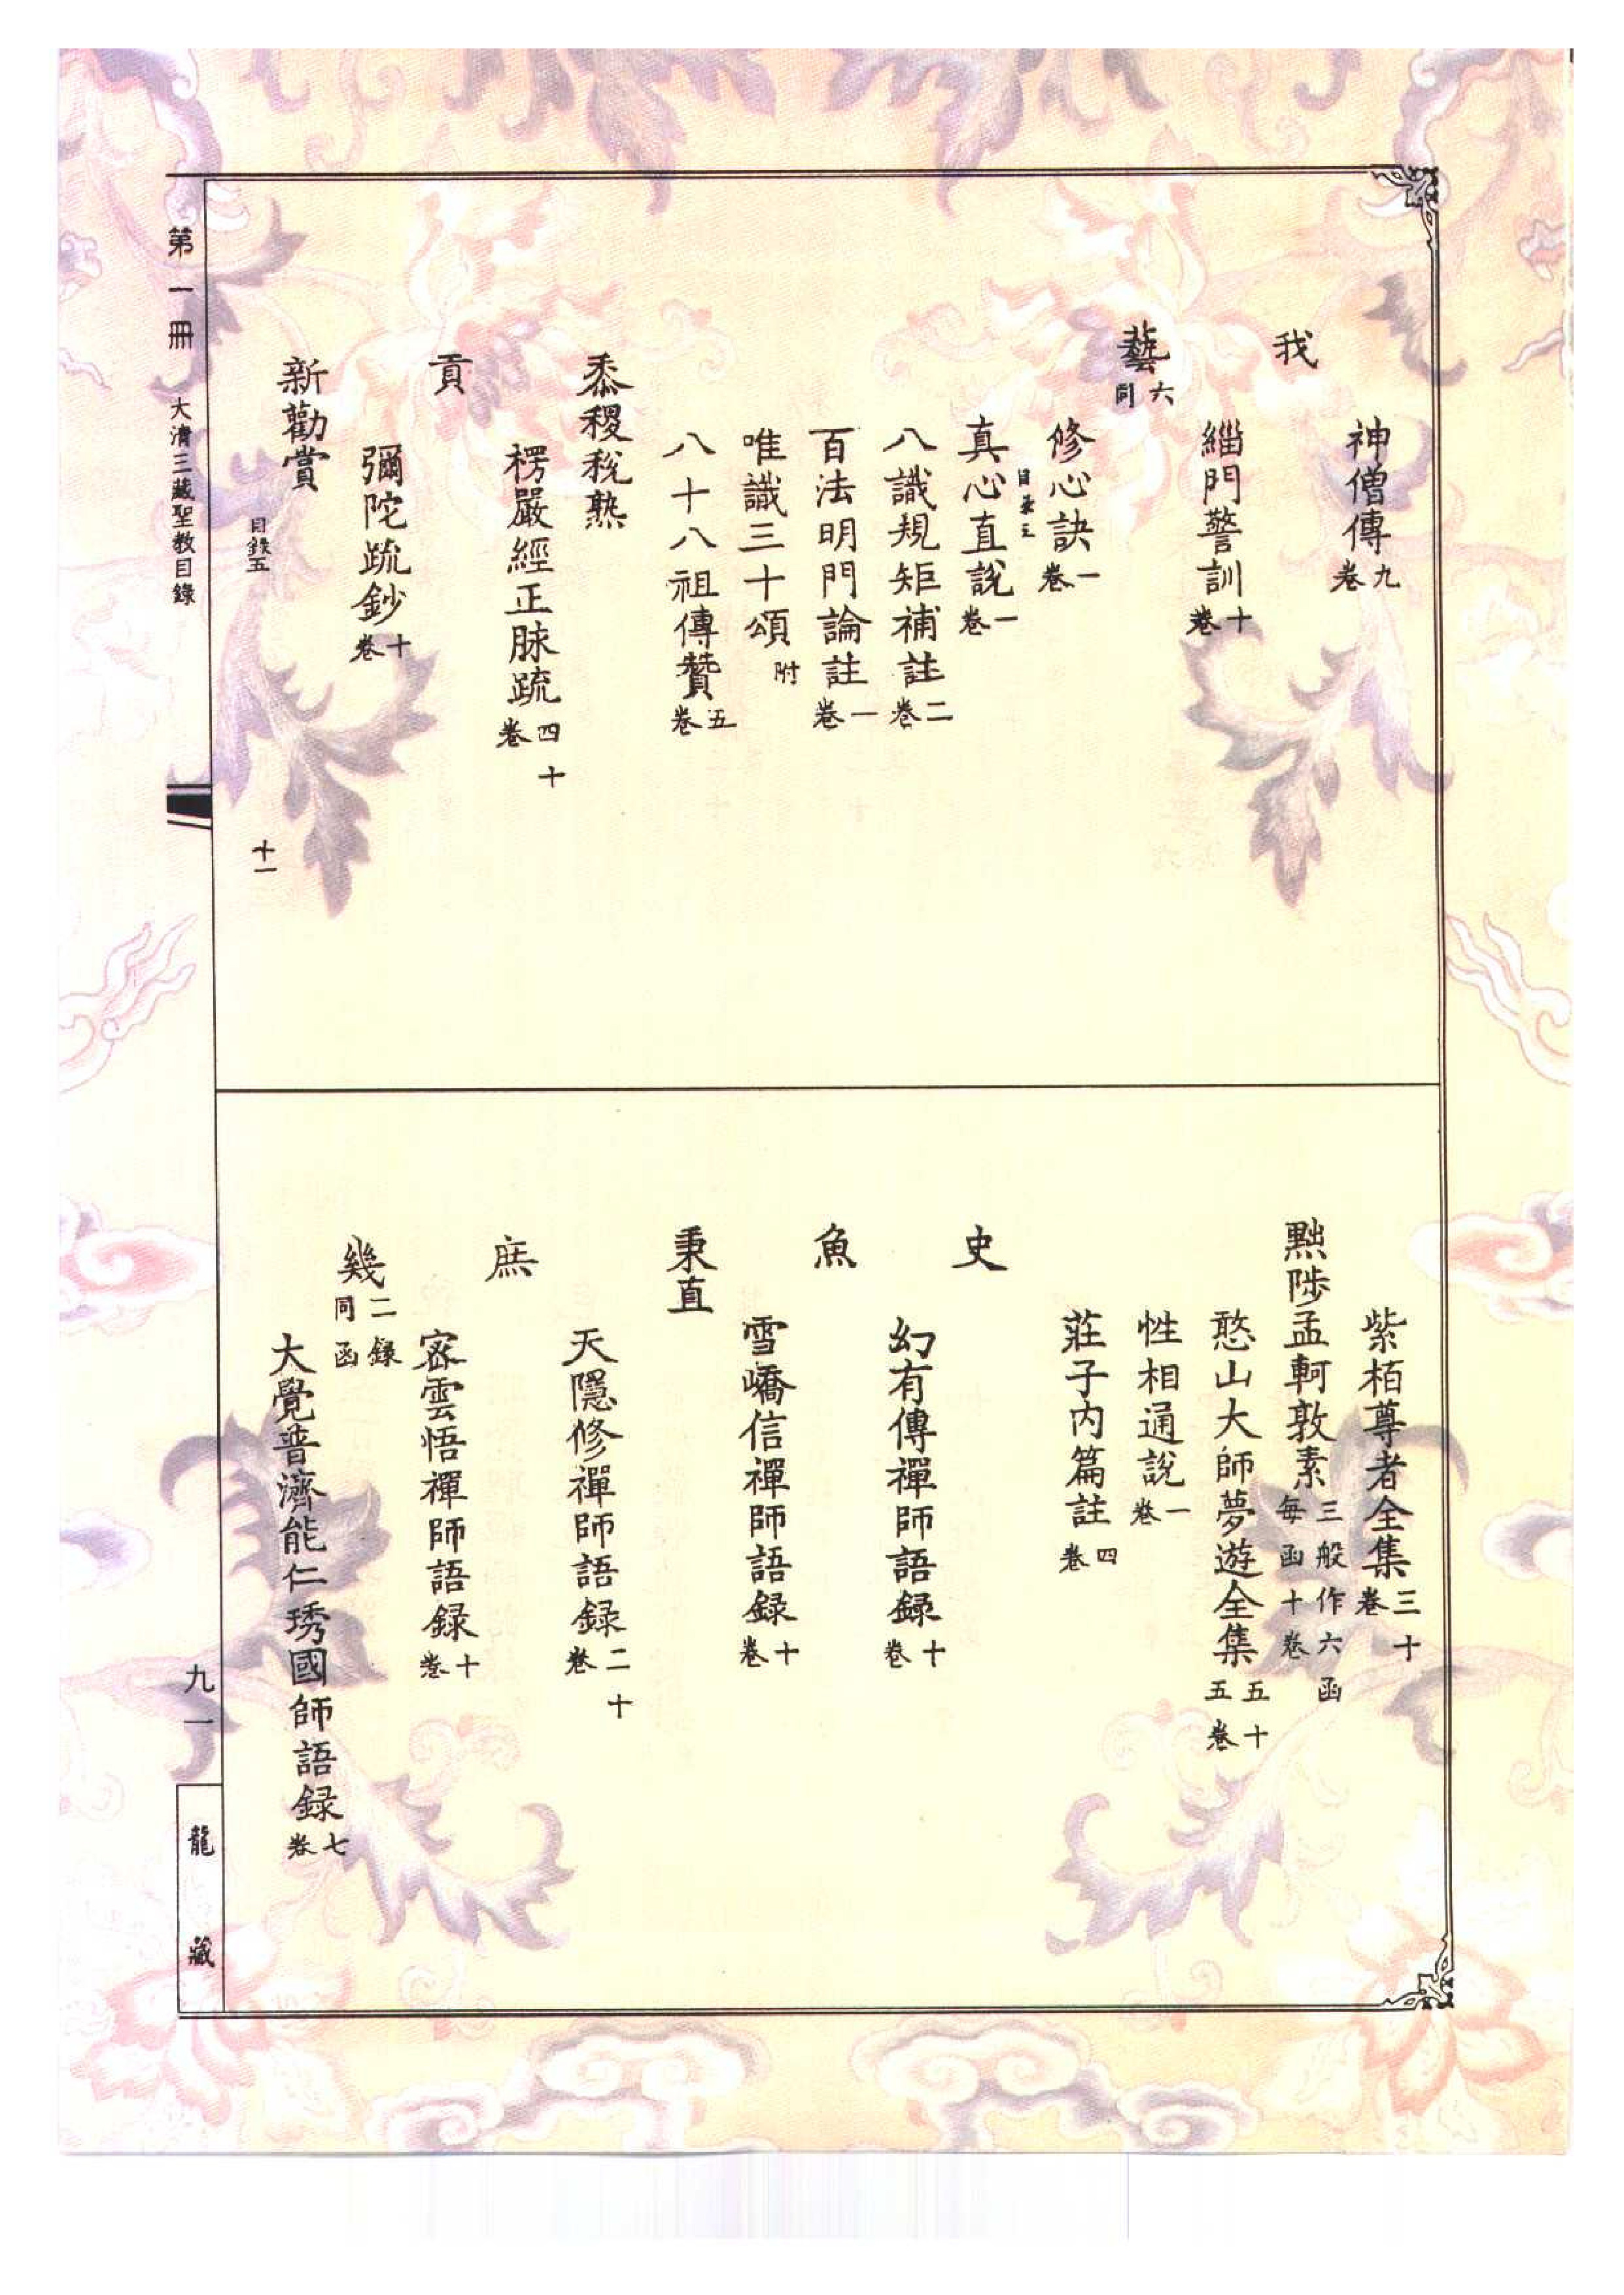 神僧傳九卷
我
緇門警訓十卷
藝六同
修心訣一卷
真心直說一卷
八識規矩補註二卷
百法明門論註一卷
唯識三十頌附
八十八祖傳贊五卷
黍稷稅熟
楞嚴經正脉疏四十卷
貢
彌陀疏鈔十卷
新勸賞
目錄五 十一
紫栢尊者全集三十卷
黜陟孟軻敦素三般作六函每函十卷
憨山大師夢遊全集五十五卷
性相通說一卷
莊子内篇註四卷
史
幻有傳禪師語録十卷
魚
雪嶠信禪師語録十卷
秉直
天隱修禪師語録二十卷
庶
密雲悟禪師語録十卷
幾二録同函
大覺普濟能仁琇國師語録七卷
第一冊 大清三藏聖教目錄
九一
龍藏